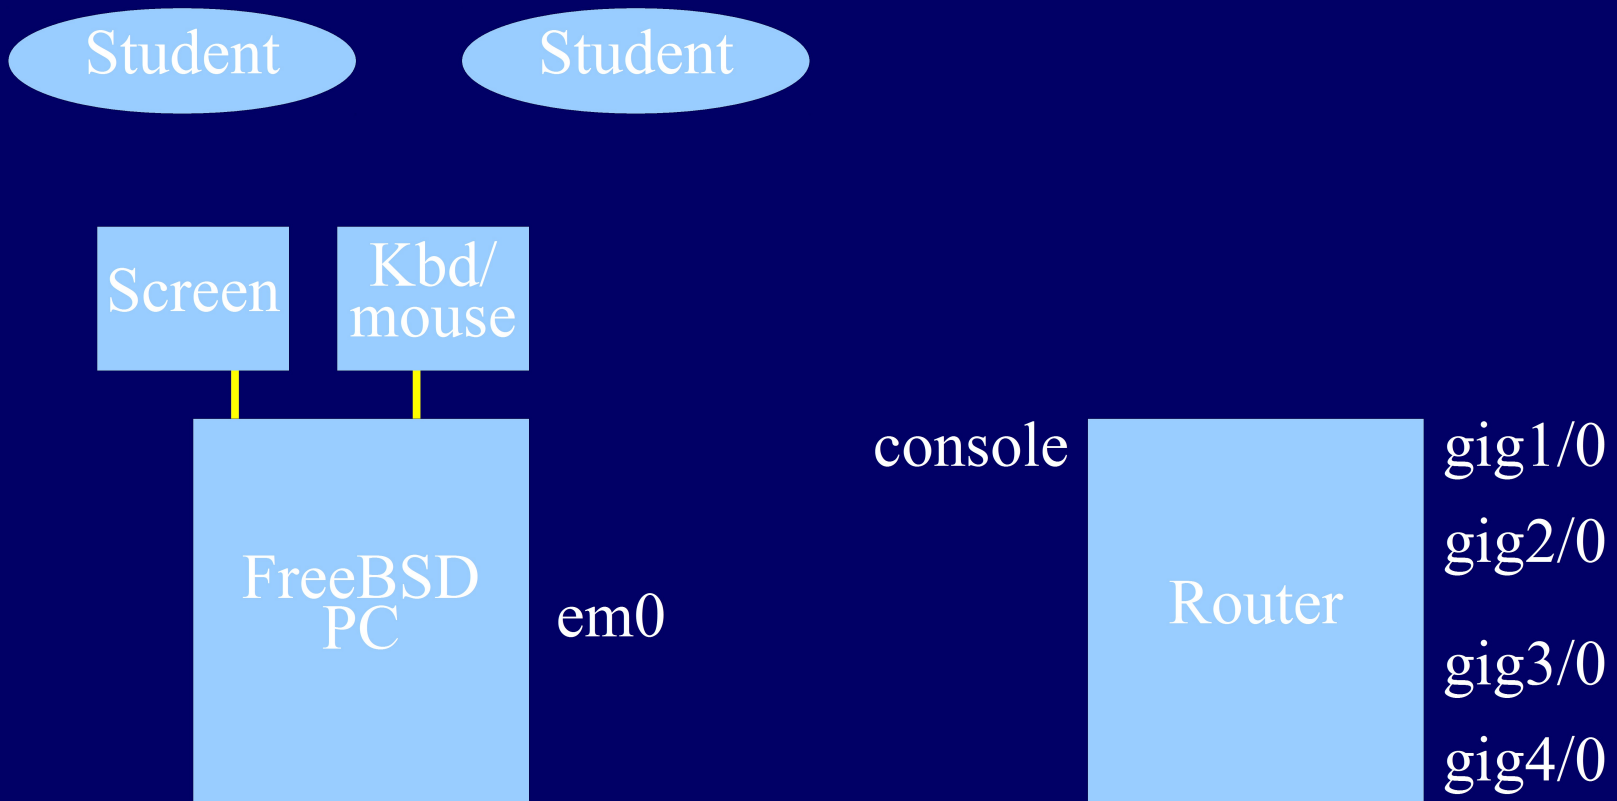 Student
Student
Screen
Kbd/
mouse
FreeBSD
PC
em0
console
Router
gig1/0
gig2/0
gig3/0
gig4/0